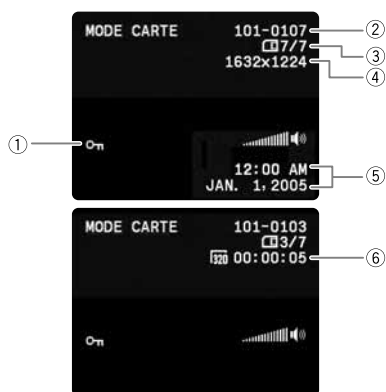 MODE CARTE 101-0107 ②
7/7 ③
1632x1224 ④
①
12:00 AM ⑤
JAN. 1, 2005
MODE CARTE 101-0103
3/7
320 00:00:05 ⑥